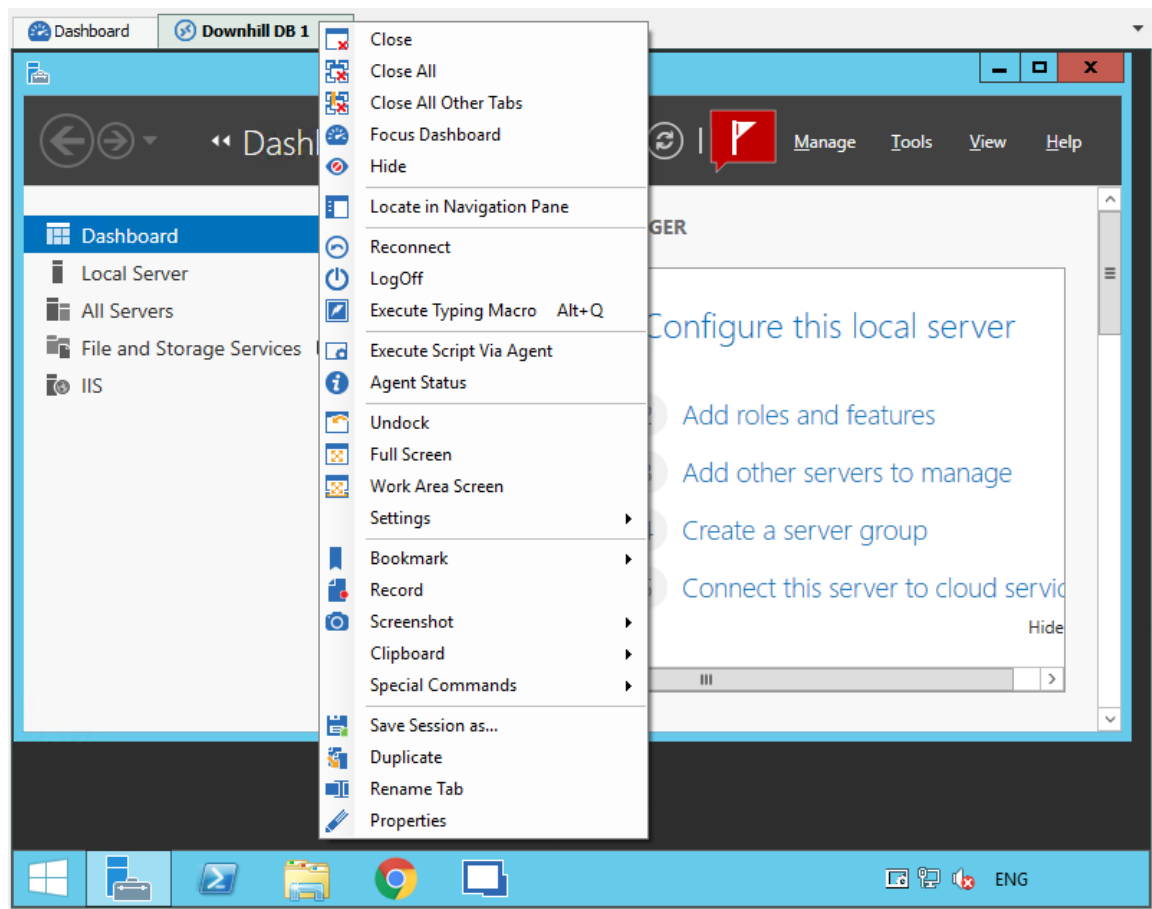 Dashboard
Downhill DB 1
Close
Close All
Close All Other Tabs
Focus Dashboard
Hide
Locate in Navigation Pane
Reconnect
LogOff
Execute Typing Macro Alt+Q
Execute Script Via Agent
Agent Status
Undock
Full Screen
Work Area Screen
Settings
Bookmark
Record
Screenshot
Clipboard
Special Commands
Save Session as...
Duplicate
Rename Tab
Properties
Manage Tools View Help
Dashboard
Local Server
All Servers
File and Storage Services
IIS
Configure this local server
Add roles and features
Add other servers to manage
Create a server group
Connect this server to cloud servic
Hide
ENG